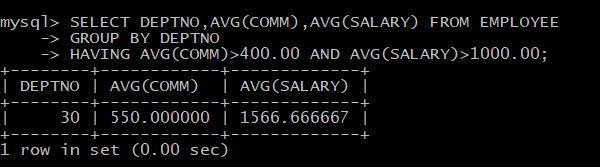 mysql> SELECT DEPTNO,AVG(COMM),AVG(SALARY) FROM EMPLOYEE
    -> GROUP BY DEPTNO
    -> HAVING AVG(COMM)>400.00 AND AVG(SALARY)>1000.00;
+--------+------------+-------------+
| DEPTNO | AVG(COMM)  | AVG(SALARY) |
+--------+------------+-------------+
|     30 | 550.000000 | 1566.666667 |
+--------+------------+-------------+
1 row in set (0.00 sec)